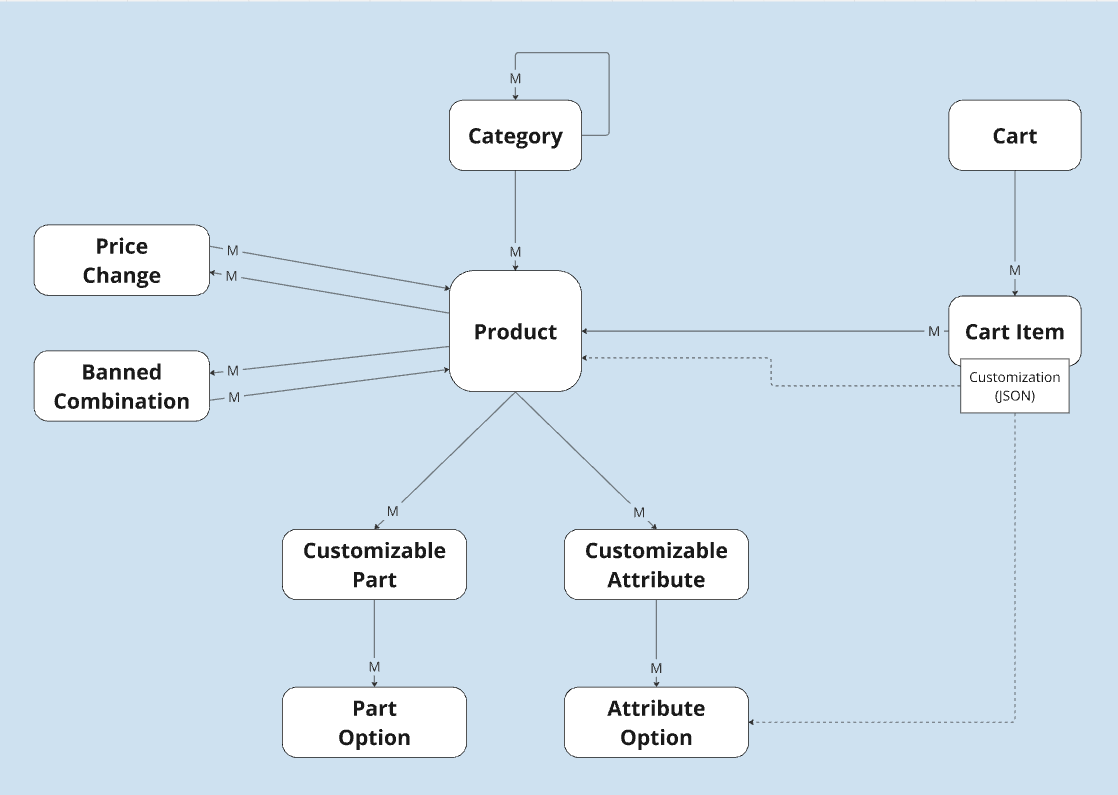 M
Category
Cart
M
Price
Change
M
M
M
Product
M
Cart Item
M
Banned
Combination
M
M
Customization
(JSON)
M
M
Customizable
Part
Customizable
Attribute
M
M
Part
Option
Attribute
Option